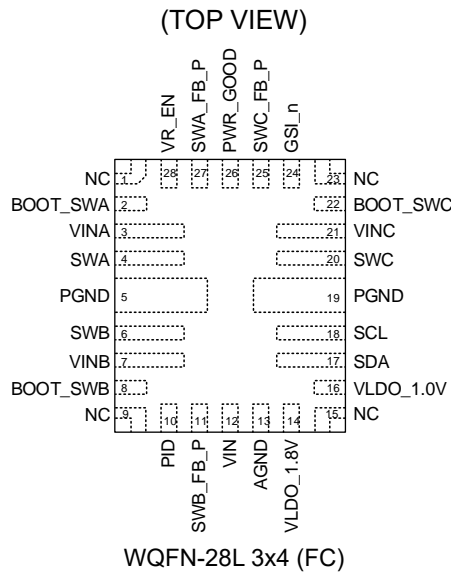 (TOP VIEW)
VR_EN
SWA_FB_P
PWR_GOOD
SWC_FB_P
GSI_n
28 27 26 25 24
NC 1 23 NC
BOOT_SWA 2 22 BOOT_SWC
VINA 3 21 VINC
SWA 4 20 SWC
PGND 5 19 PGND
SWB 6 18 SCL
VINB 7 17 SDA
BOOT_SWB 8 16 VLDO_1.0V
NC 9 15 NC
10 11 12 13 14
PID
SWB_FB_P
VIN
AGND
VLDO_1.8V
WQFN-28L 3x4 (FC)